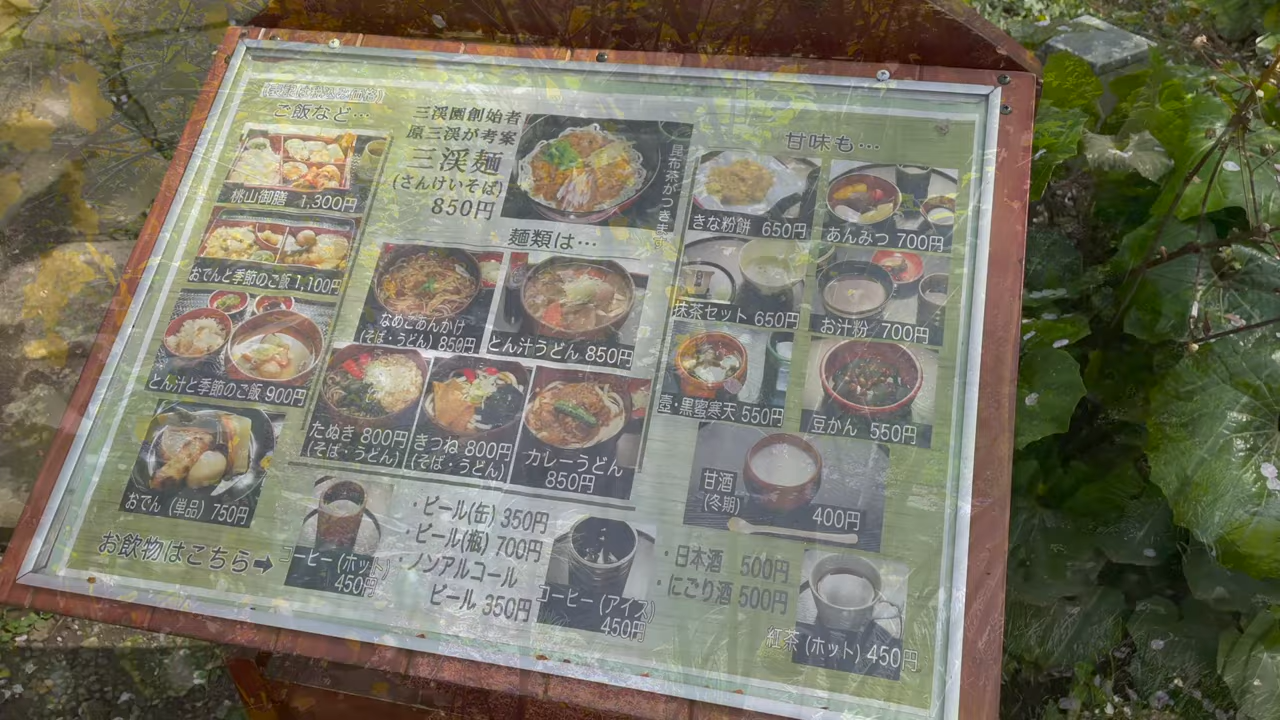 ご飯など…
桃山御膳 1,300円
おでんと季節のご飯 1,100円
とん汁と季節のご飯 900円
おでん (単品) 750円
三渓園創始者
原三渓が考案
三渓麺
(さんけいそば)
850円
昆布茶がつきます
麺類は…
なめこあんかけ
(そば・うどん) 850円
とん汁うどん 850円
たぬき 800円
(そば・うどん)
きつね 800円
(そば・うどん)
カレーうどん
850円
甘味も…
きな粉餅 650円
あんみつ 700円
抹茶セット 650円
お汁粉 700円
壺・黒蜜寒天 550円
豆かん 550円
甘酒
(冬期)
400円
お飲物はこちら➡
コーヒー (ホット)
450円
・ビール(缶) 350円
・ビール(瓶) 700円
・ノンアルコール
ビール 350円
コーヒー (アイス)
450円
・日本酒 500円
・にごり酒 500円
紅茶 (ホット) 450円